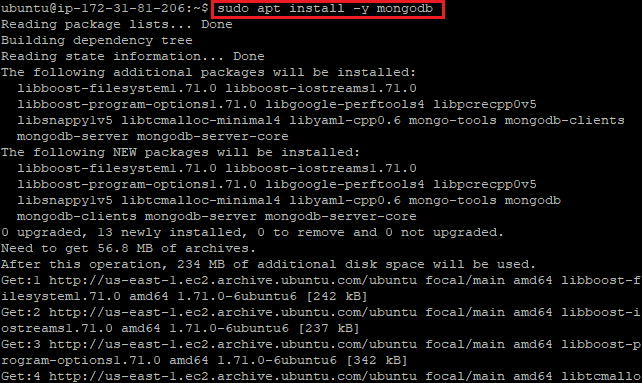 ubuntu@ip-172-31-81-206:~$ sudo apt install -y mongodb
Reading package lists... Done
Building dependency tree
Reading state information... Done
The following additional packages will be installed:
  libboost-filesystem1.71.0 libboost-iostreams1.71.0
  libboost-program-options1.71.0 libgoogle-perftools4 libpcrecpp0v5
  libsnappy1v5 libtcmalloc-minimal4 libyaml-cpp0.6 mongo-tools mongodb-clients
  mongodb-server mongodb-server-core
The following NEW packages will be installed:
  libboost-filesystem1.71.0 libboost-iostreams1.71.0
  libboost-program-options1.71.0 libgoogle-perftools4 libpcrecpp0v5
  libsnappy1v5 libtcmalloc-minimal4 libyaml-cpp0.6 mongo-tools mongodb
  mongodb-clients mongodb-server mongodb-server-core
0 upgraded, 13 newly installed, 0 to remove and 0 not upgraded.
Need to get 56.8 MB of archives.
After this operation, 234 MB of additional disk space will be used.
Get:1 http://us-east-1.ec2.archive.ubuntu.com/ubuntu focal/main amd64 libboost-f
ilesystem1.71.0 amd64 1.71.0-6ubuntu6 [242 kB]
Get:2 http://us-east-1.ec2.archive.ubuntu.com/ubuntu focal/main amd64 libboost-i
ostreams1.71.0 amd64 1.71.0-6ubuntu6 [237 kB]
Get:3 http://us-east-1.ec2.archive.ubuntu.com/ubuntu focal/main amd64 libboost-p
rogram-options1.71.0 amd64 1.71.0-6ubuntu6 [342 kB]
Get:4 http://us-east-1.ec2.archive.ubuntu.com/ubuntu focal/main amd64 libtcmallo